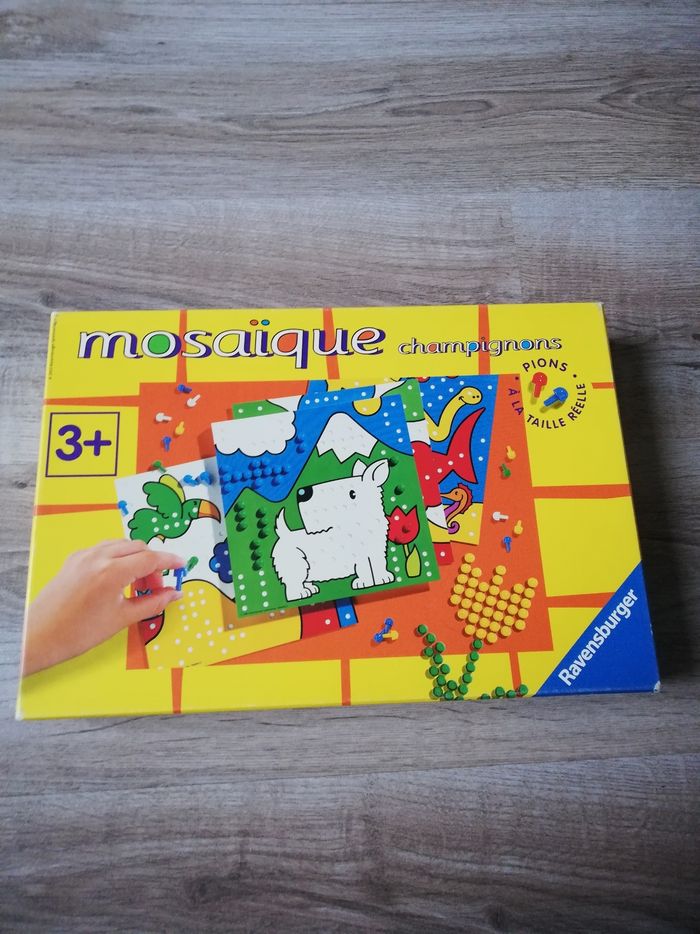 mosaïque champignons
3+
PIONS
À LA TAILLE RÉELLE
Ravensburger